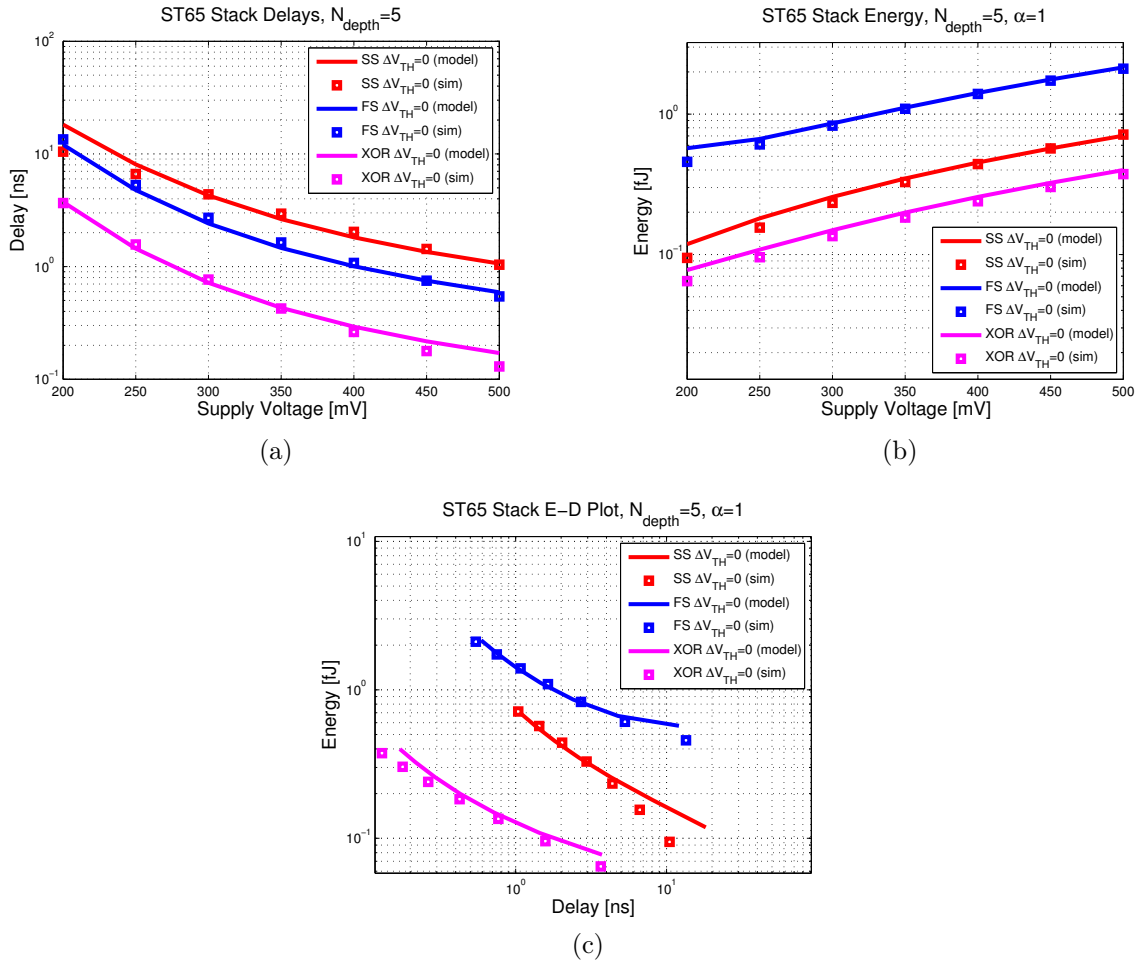 ST65 Stack Delays, N_depth=5
10^2
10^1
10^0
10^−1
Delay [ns]
200 250 300 350 400 450 500
Supply Voltage [mV]
SS ΔV_TH=0 (model)
SS ΔV_TH=0 (sim)
FS ΔV_TH=0 (model)
FS ΔV_TH=0 (sim)
XOR ΔV_TH=0 (model)
XOR ΔV_TH=0 (sim)
(a)
ST65 Stack Energy, N_depth=5, α=1
10^0
10^−1
Energy [fJ]
200 250 300 350 400 450 500
Supply Voltage [mV]
SS ΔV_TH=0 (model)
SS ΔV_TH=0 (sim)
FS ΔV_TH=0 (model)
FS ΔV_TH=0 (sim)
XOR ΔV_TH=0 (model)
XOR ΔV_TH=0 (sim)
(b)
ST65 Stack E−D Plot, N_depth=5, α=1
10^1
10^0
10^−1
Energy [fJ]
10^0 10^1
Delay [ns]
SS ΔV_TH=0 (model)
SS ΔV_TH=0 (sim)
FS ΔV_TH=0 (model)
FS ΔV_TH=0 (sim)
XOR ΔV_TH=0 (model)
XOR ΔV_TH=0 (sim)
(c)